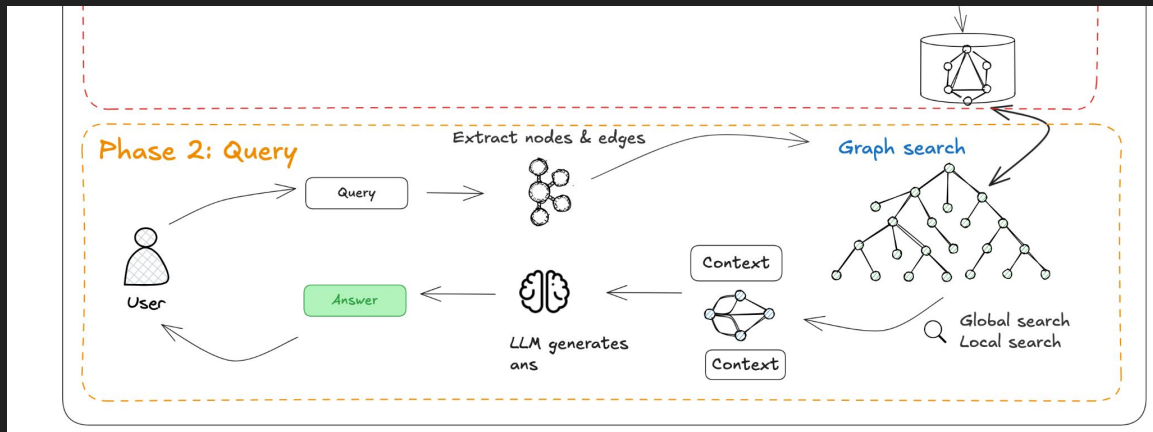 Phase 2: Query
Extract nodes & edges
Graph search
Query
Context
User
Answer
LLM generates
ans
Context
Global search
Local search